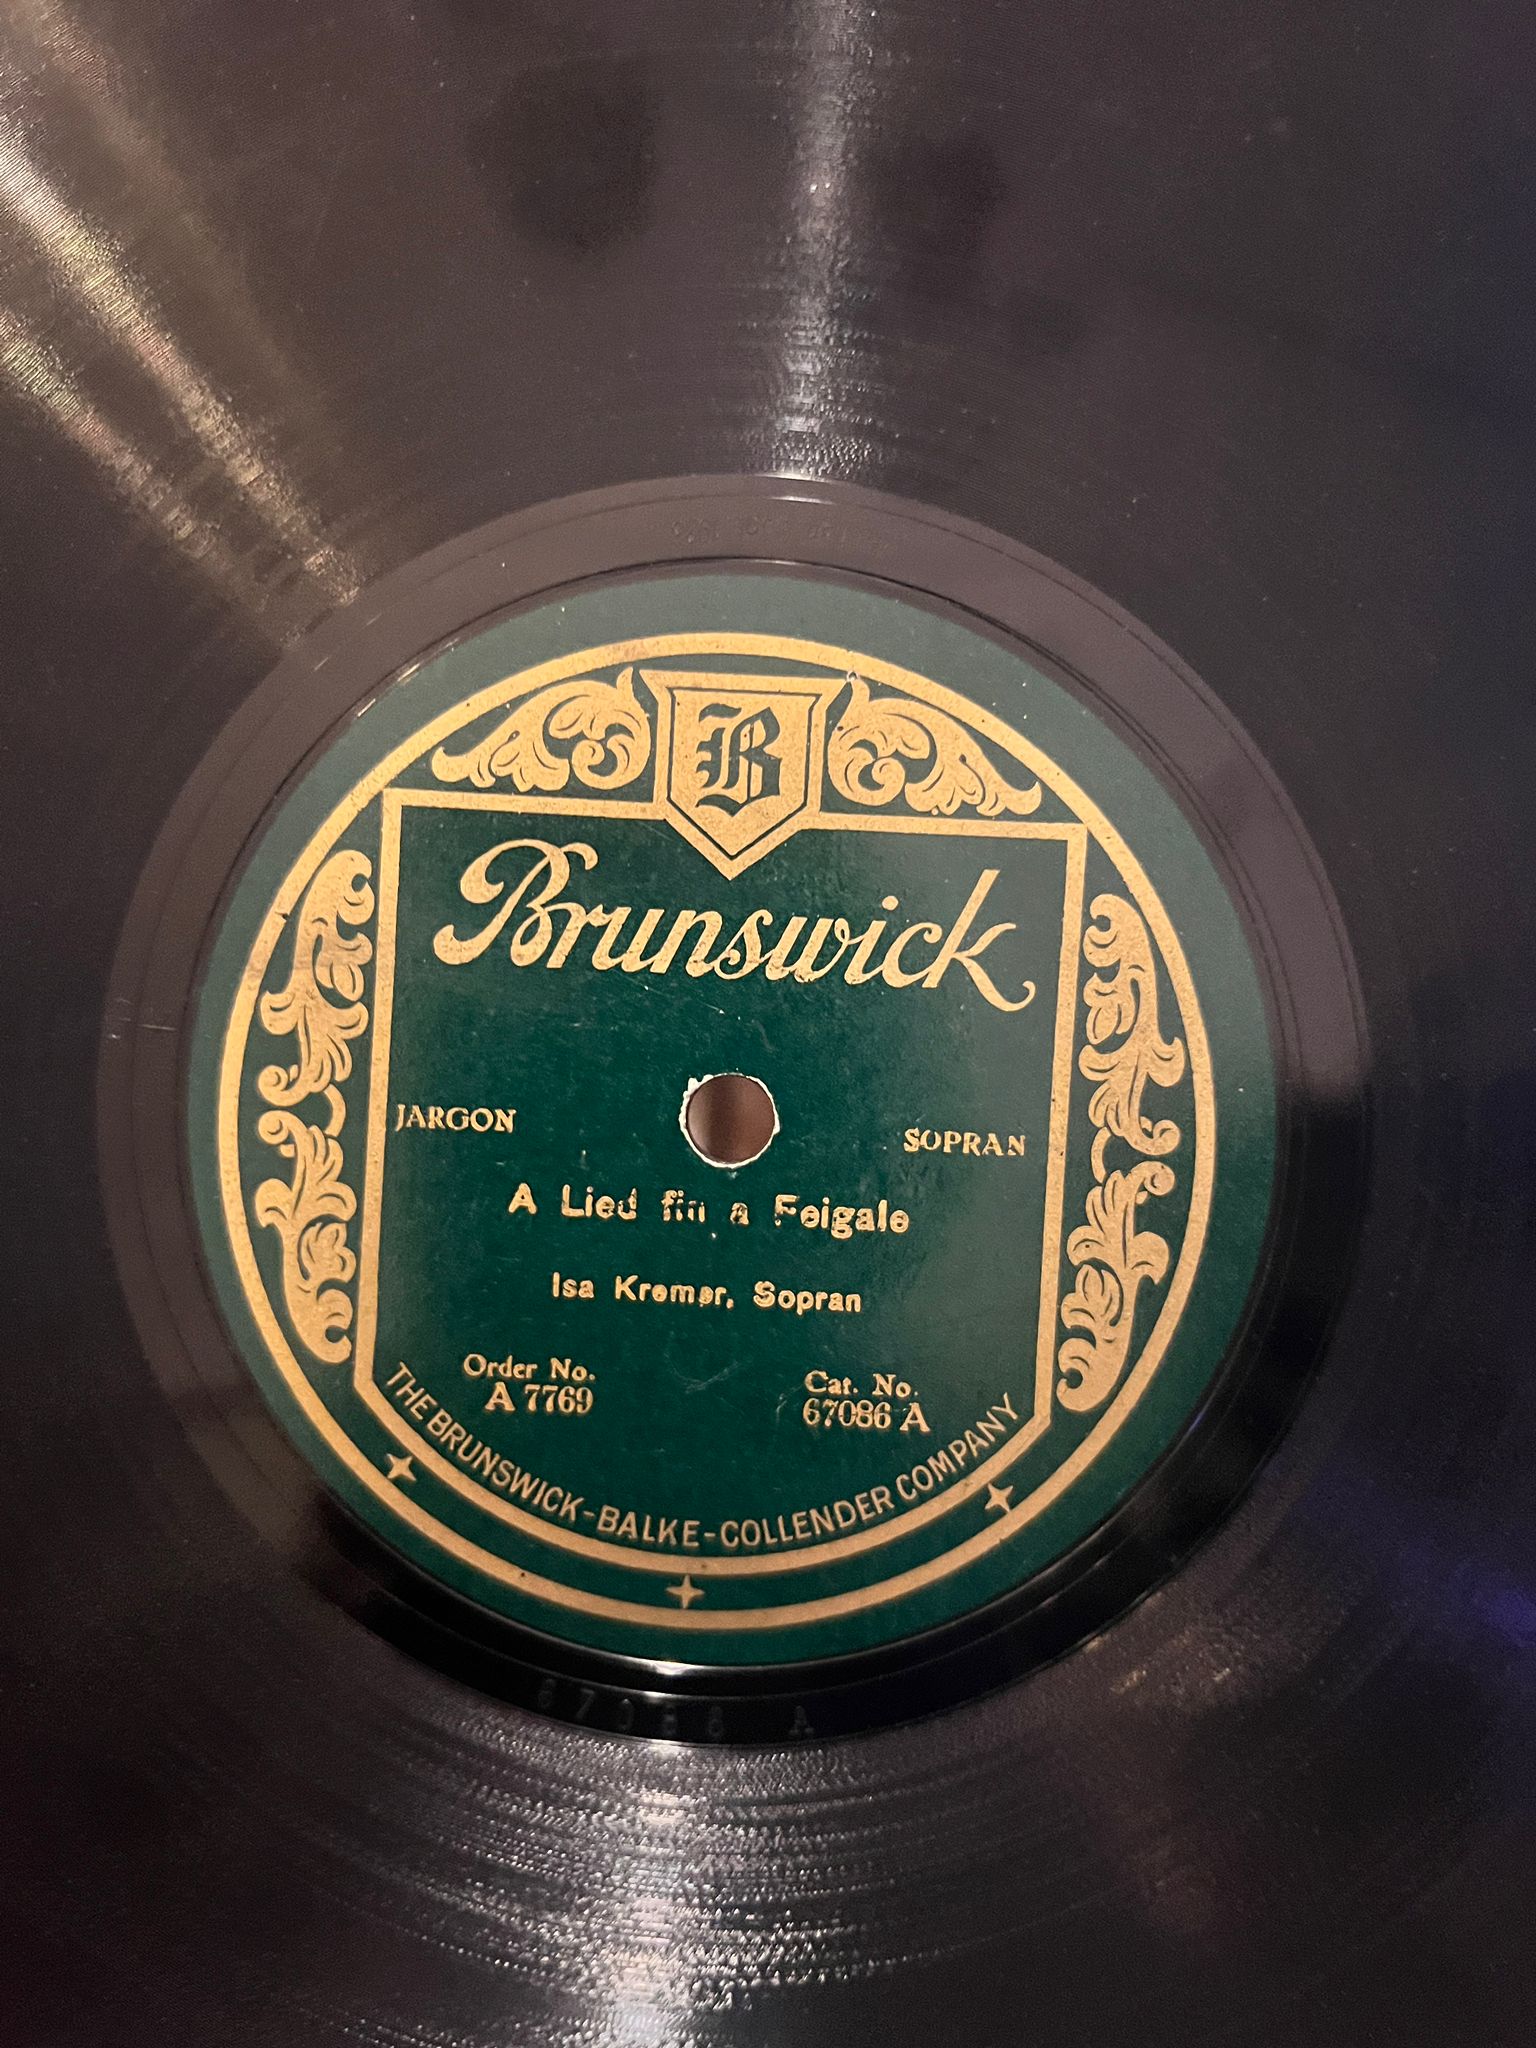 B
Brunswick
JARGON
SOPRAN
A Lied fin a Feigale
Isa Kremer, Sopran
Order No.
A 7769
Cat. No.
67086 A
THE BRUNSWICK-BALKE-COLLENDER COMPANY
67086 A